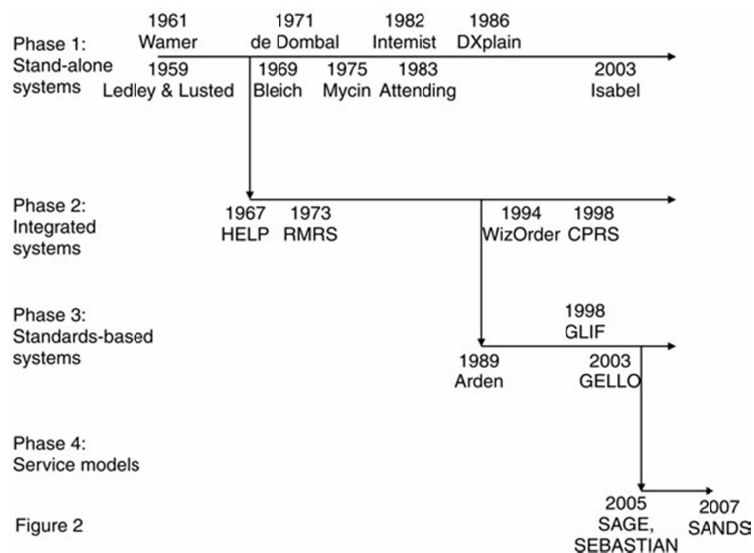 1961 1971 1982 1986
Phase 1: Wamer de Dombal Intemist DXplain
Stand-alone
systems 1959 1969 1975 1983 2003
Ledley & Lusted Bleich Mycin Attending Isabel
Phase 2:
Integrated
systems
1967 1973 1994 1998
HELP RMRS WizOrder CPRS
Phase 3:
Standards-based
systems
1998
GLIF
1989 2003
Arden GELLO
Phase 4:
Service models
2005 2007
SAGE, SANDS
SEBASTIAN
Figure 2